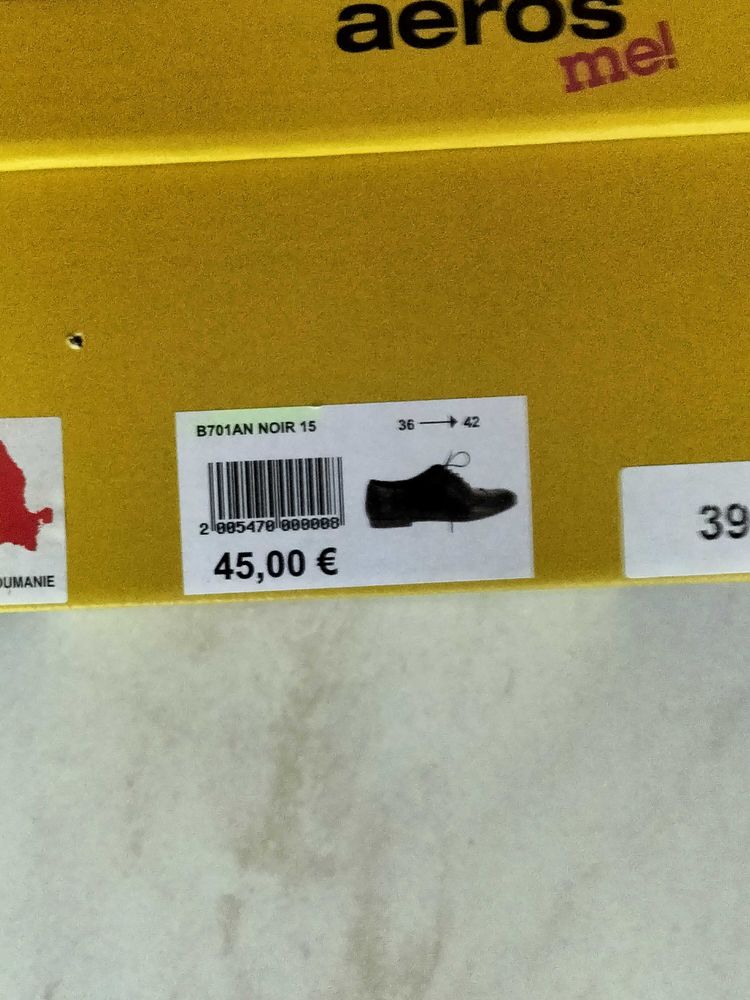 aeros
me!
B701AN NOIR 15
36 → 42
2 005470 000008
45,00 €
OUMANIE
39